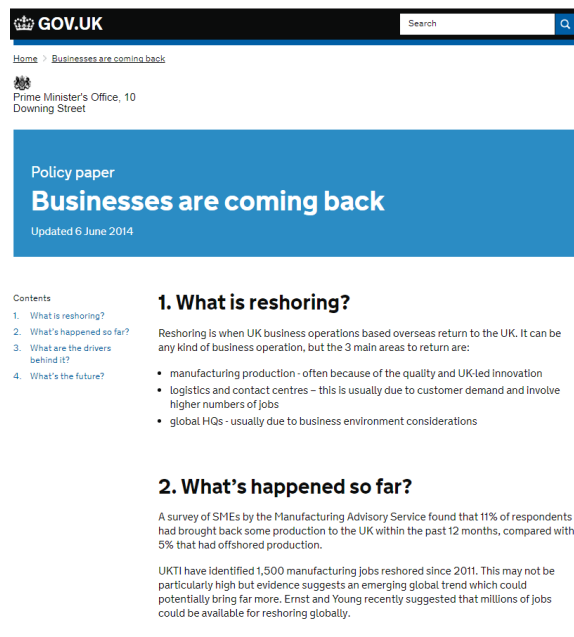 GOV.UK
Search
Home > Businesses are coming back
Prime Minister's Office, 10
Downing Street
Policy paper
Businesses are coming back
Updated 6 June 2014
Contents
1. What is reshoring?
2. What's happened so far?
3. What are the drivers
behind it?
4. What's the future?
1. What is reshoring?
Reshoring is when UK business operations based overseas return to the UK. It can be
any kind of business operation, but the 3 main areas to return are:
• manufacturing production - often because of the quality and UK-led innovation
• logistics and contact centres – this is usually due to customer demand and involve
higher numbers of jobs
• global HQs - usually due to business environment considerations
2. What's happened so far?
A survey of SMEs by the Manufacturing Advisory Service found that 11% of respondents
had brought back some production to the UK within the past 12 months, compared with
5% that had offshored production.
UKTI have identified 1,500 manufacturing jobs reshored since 2011. This may not be
particularly high but evidence suggests an emerging global trend which could
potentially bring far more. Ernst and Young recently suggested that millions of jobs
could be available for reshoring globally.